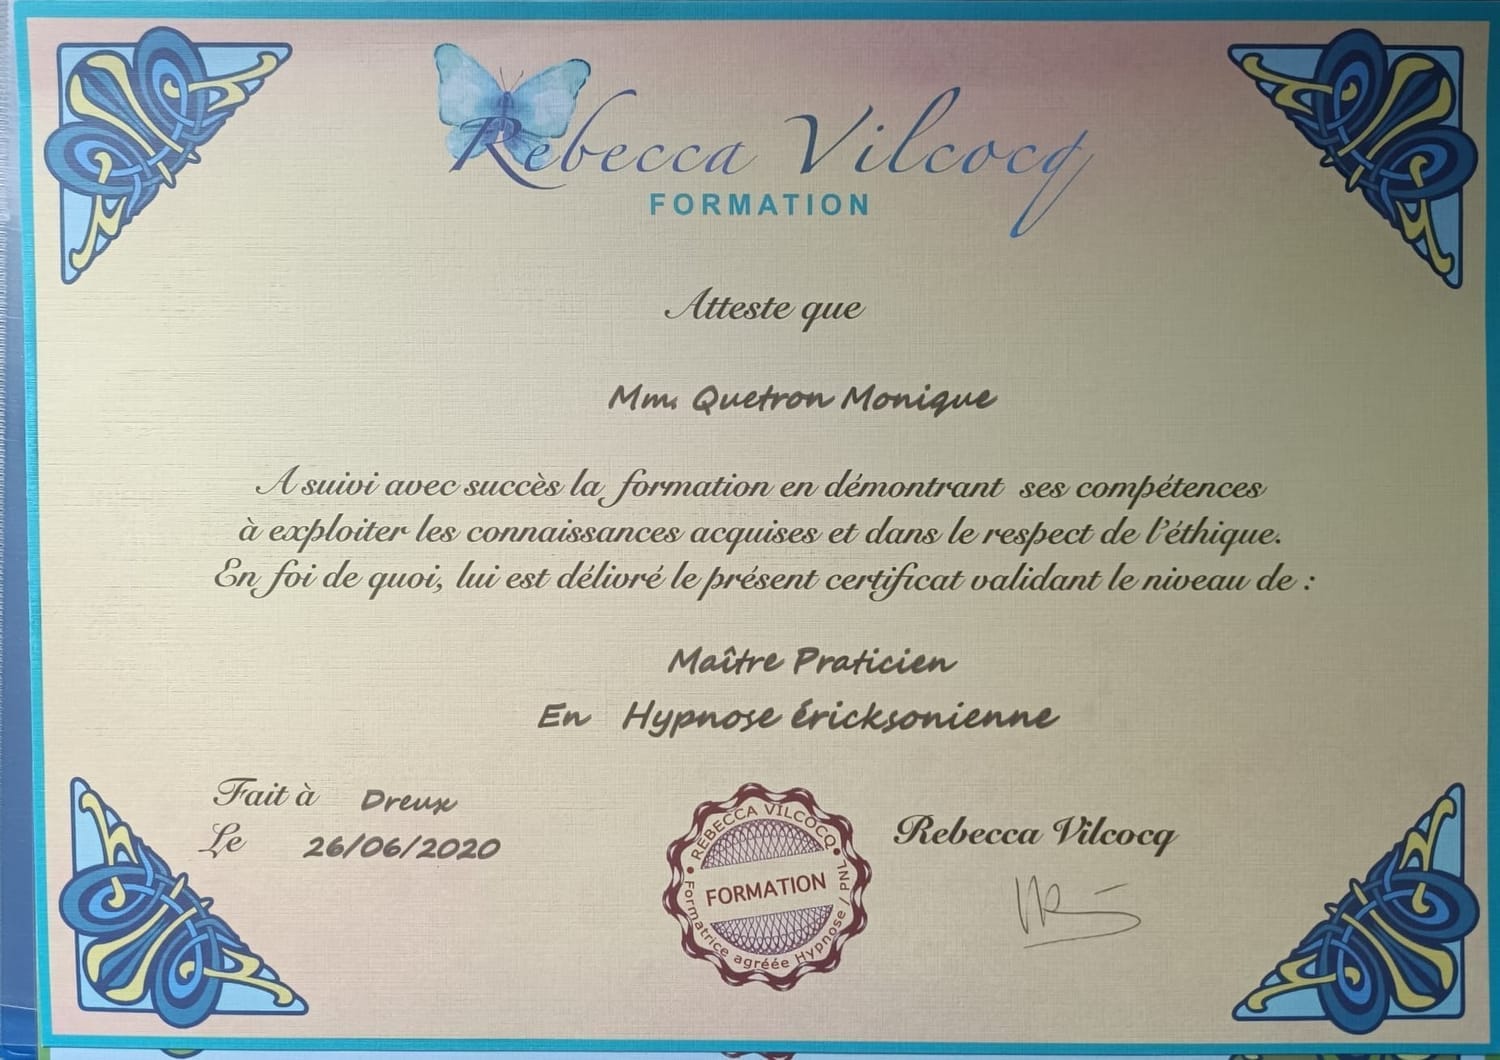 Rebecca Vilcocq
FORMATION
Atteste que
Mm. Quetron Monique
A suivi avec succès la formation en démontrant ses compétences
à exploiter les connaissances acquises et dans le respect de l'éthique.
En foi de quoi, lui est délivré le présent certificat validant le niveau de :
Maître Praticien
En Hypnose éricksonienne
Fait à Dreux
Le 26/06/2020
REBECCA VILCOCQ
FORMATION
Formatrice agréée Hypnose / PNL
Rebecca Vilcocq